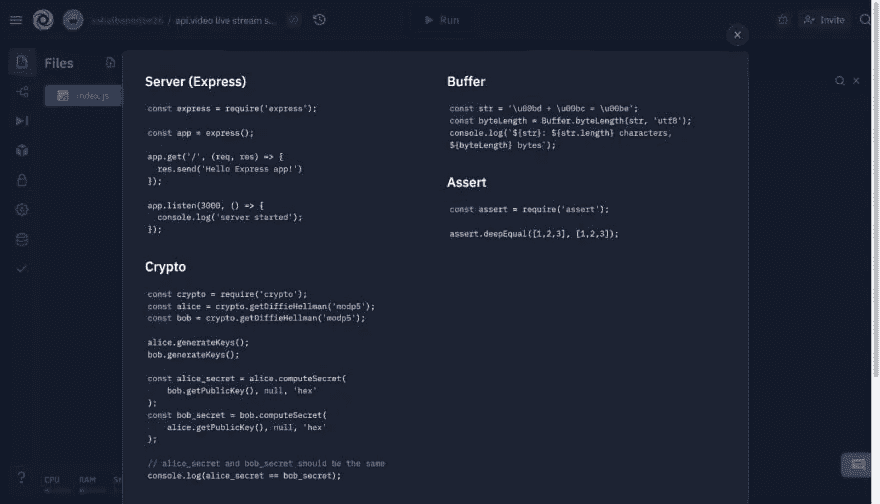 api.video live stream s...
Run
Invite
Files
index.js
Server (Express)
const express = require('express');
const app = express();
app.get('/', (req, res) => {
res.send('Hello Express app!')
});
app.listen(3000, () => {
console.log('server started');
});
Crypto
const crypto = require('crypto');
const alice = crypto.getDiffieHellman('modp5');
const bob = crypto.getDiffieHellman('modp5');
alice.generateKeys();
bob.generateKeys();
const alice_secret = alice.computeSecret(
bob.getPublicKey(), null, 'hex'
);
const bob_secret = bob.computeSecret(
alice.getPublicKey(), null, 'hex'
);
// alice_secret and bob_secret should be the same
console.log(alice_secret == bob_secret);
Buffer
const str = '\u00bd + \u00bc = \u00be';
const byteLength = Buffer.byteLength(str, 'utf8');
console.log(`${str}: ${str.length} characters,
${byteLength} bytes`);
Assert
const assert = require('assert');
assert.deepEqual([1,2,3], [1,2,3]);
?
CPU RAM